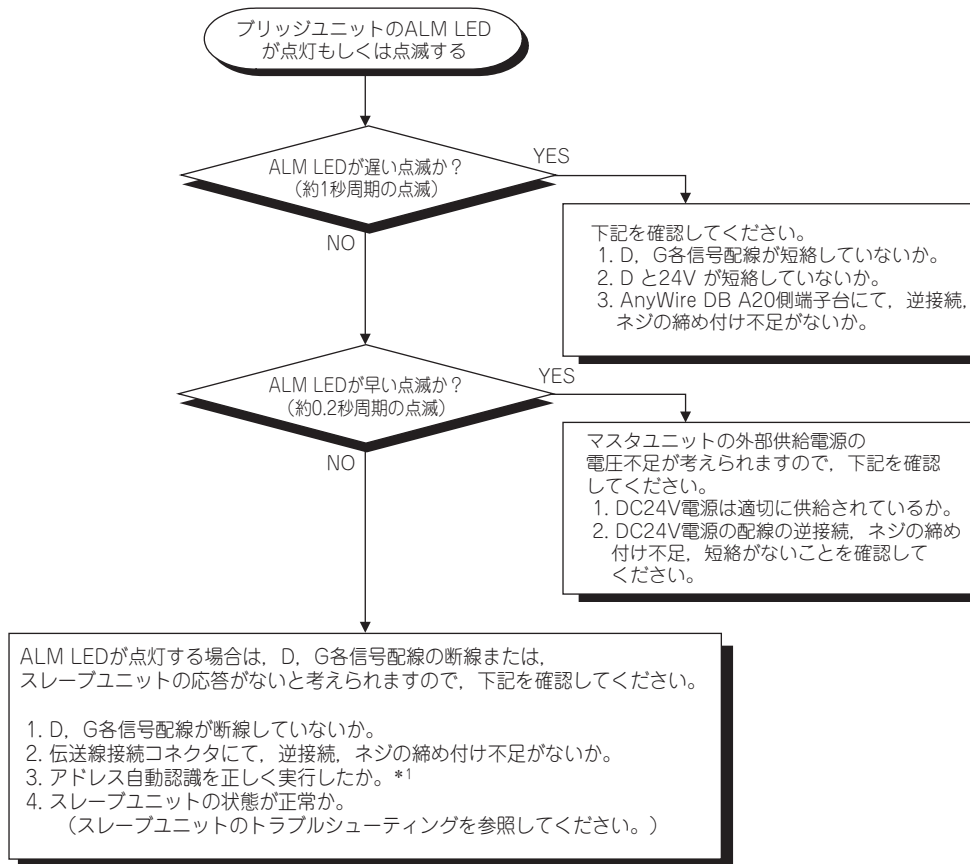 ブリッジユニットのALM LED
が点灯もしくは点滅する
ALM LEDが遅い点滅か？
（約1秒周期の点滅）
YES
NO
下記を確認してください。
1. D，G各信号配線が短絡していないか。
2. D と24V が短絡していないか。
3. AnyWire DB A20側端子台にて，逆接続，
ネジの締め付け不足がないか。
ALM LEDが早い点滅か？
（約0.2秒周期の点滅）
YES
NO
マスタユニットの外部供給電源の
電圧不足が考えられますので，下記を確認
してください。
1. DC24V電源は適切に供給されているか。
2. DC24V電源の配線の逆接続，ネジの締め
付け不足，短絡がないことを確認して
ください。
ALM LEDが点灯する場合は，D，G各信号配線の断線または，
スレーブユニットの応答がないと考えられますので，下記を確認してください。
1. D，G各信号配線が断線していないか。
2. 伝送線接続コネクタにて，逆接続，ネジの締め付け不足がないか。
3. アドレス自動認識を正しく実行したか。*1
4. スレーブユニットの状態が正常か。
（スレーブユニットのトラブルシューティングを参照してください。）